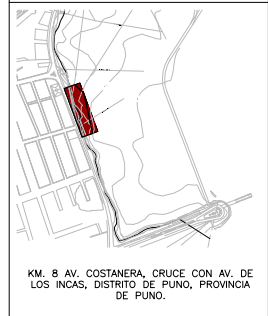 KM. 8 AV. COSTANERA, CRUCE CON AV. DE
LOS INCAS, DISTRITO DE PUNO, PROVINCIA
DE PUNO.